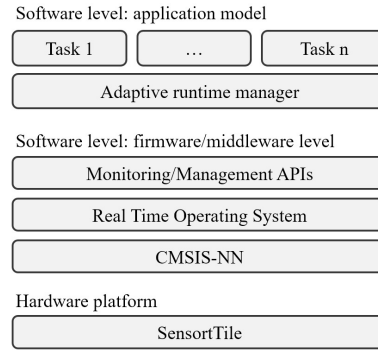 Software level: application model
Task 1 … Task n
Adaptive runtime manager
Software level: firmware/middleware level
Monitoring/Management APIs
Real Time Operating System
CMSIS-NN
Hardware platform
SensortTile